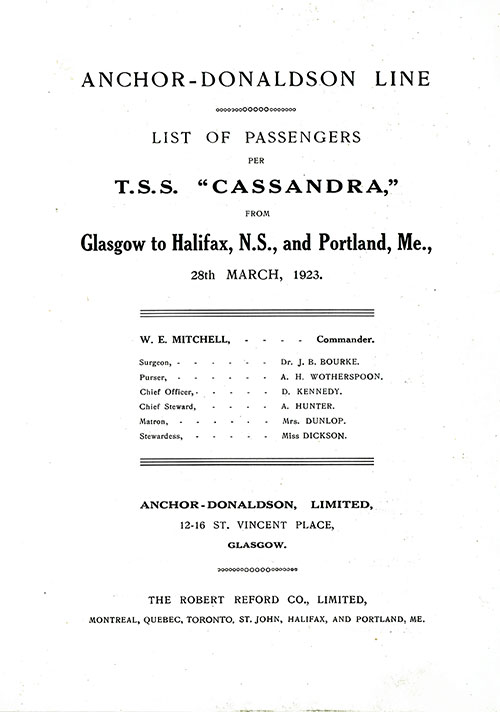 ANCHOR-DONALDSON LINE
LIST OF PASSENGERS
PER
T.S.S. “CASSANDRA,”
FROM
Glasgow to Halifax, N.S., and Portland, Me.,
28th MARCH, 1923.
W. E. MITCHELL, - - - - Commander.
Surgeon, - - - - - - Dr. J. B. BOURKE.
Purser, - - - - - - A. H. WOTHERSPOON.
Chief Officer, - - - - - D. KENNEDY.
Chief Steward, - - - - A. HUNTER.
Matron, - - - - - - Mrs. DUNLOP.
Stewardess, - - - - - Miss DICKSON.
ANCHOR-DONALDSON, LIMITED,
12-16 ST. VINCENT PLACE,
GLASGOW.
THE ROBERT REFORD CO., LIMITED,
MONTREAL, QUEBEC, TORONTO, ST. JOHN, HALIFAX, AND PORTLAND, ME.